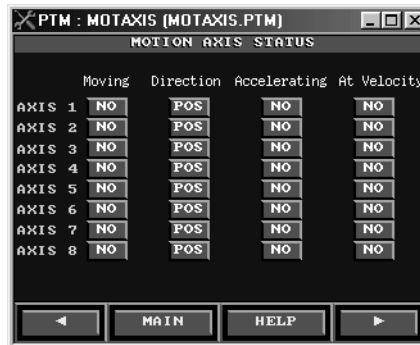 PTM : MOTAXIS (MOTAXIS.PTM)
MOTION AXIS STATUS
Moving Direction Accelerating At Velocity
AXIS 1 NO POS NO NO
AXIS 2 NO POS NO NO
AXIS 3 NO POS NO NO
AXIS 4 NO POS NO NO
AXIS 5 NO POS NO NO
AXIS 6 NO POS NO NO
AXIS 7 NO POS NO NO
AXIS 8 NO POS NO NO
MAIN HELP